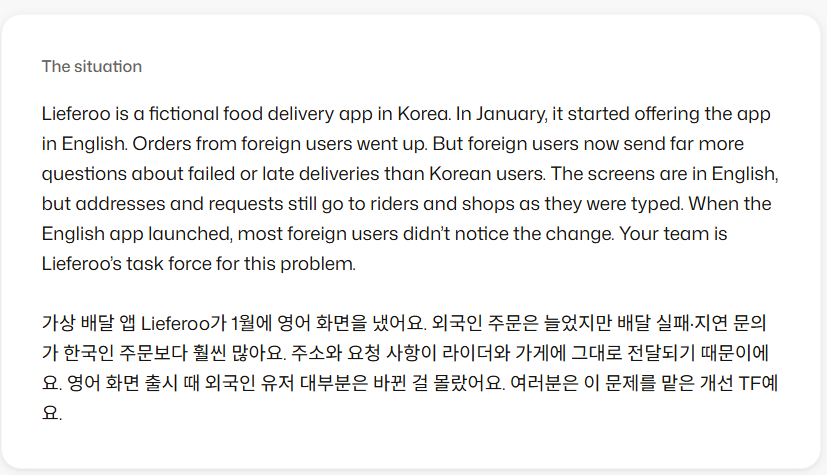 The situation
Lieferoo is a fictional food delivery app in Korea. In January, it started offering the app
in English. Orders from foreign users went up. But foreign users now send far more
questions about failed or late deliveries than Korean users. The screens are in English,
but addresses and requests still go to riders and shops as they were typed. When the
English app launched, most foreign users didn’t notice the change. Your team is
Lieferoo’s task force for this problem.
가상 배달 앱 Lieferoo가 1월에 영어 화면을 냈어요. 외국인 주문은 늘었지만 배달 실패·지연 문의
가 한국인 주문보다 훨씬 많아요. 주소와 요청 사항이 라이더와 가게에 그대로 전달되기 때문이에
요. 영어 화면 출시 때 외국인 유저 대부분은 바뀐 걸 몰랐어요. 여러분은 이 문제를 맡은 개선 TF예
요.